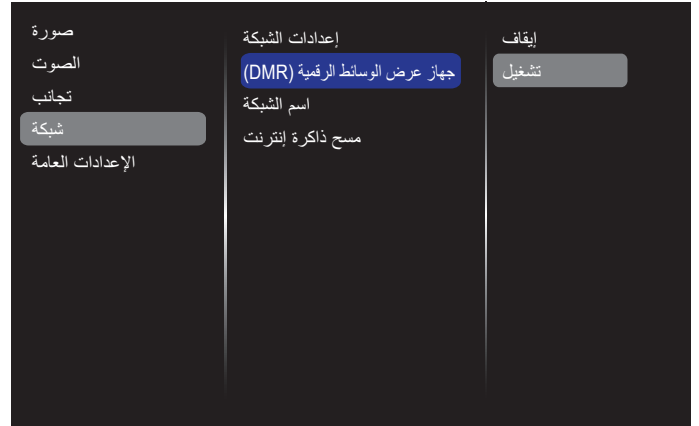 صورة
الصوت
تجانب
شبكة
الإعدادات العامة
إعدادات الشبكة
جهاز عرض الوسائط الرقمية (DMR)
اسم الشبكة
مسح ذاكرة إنترنت
إيقاف
تشغيل